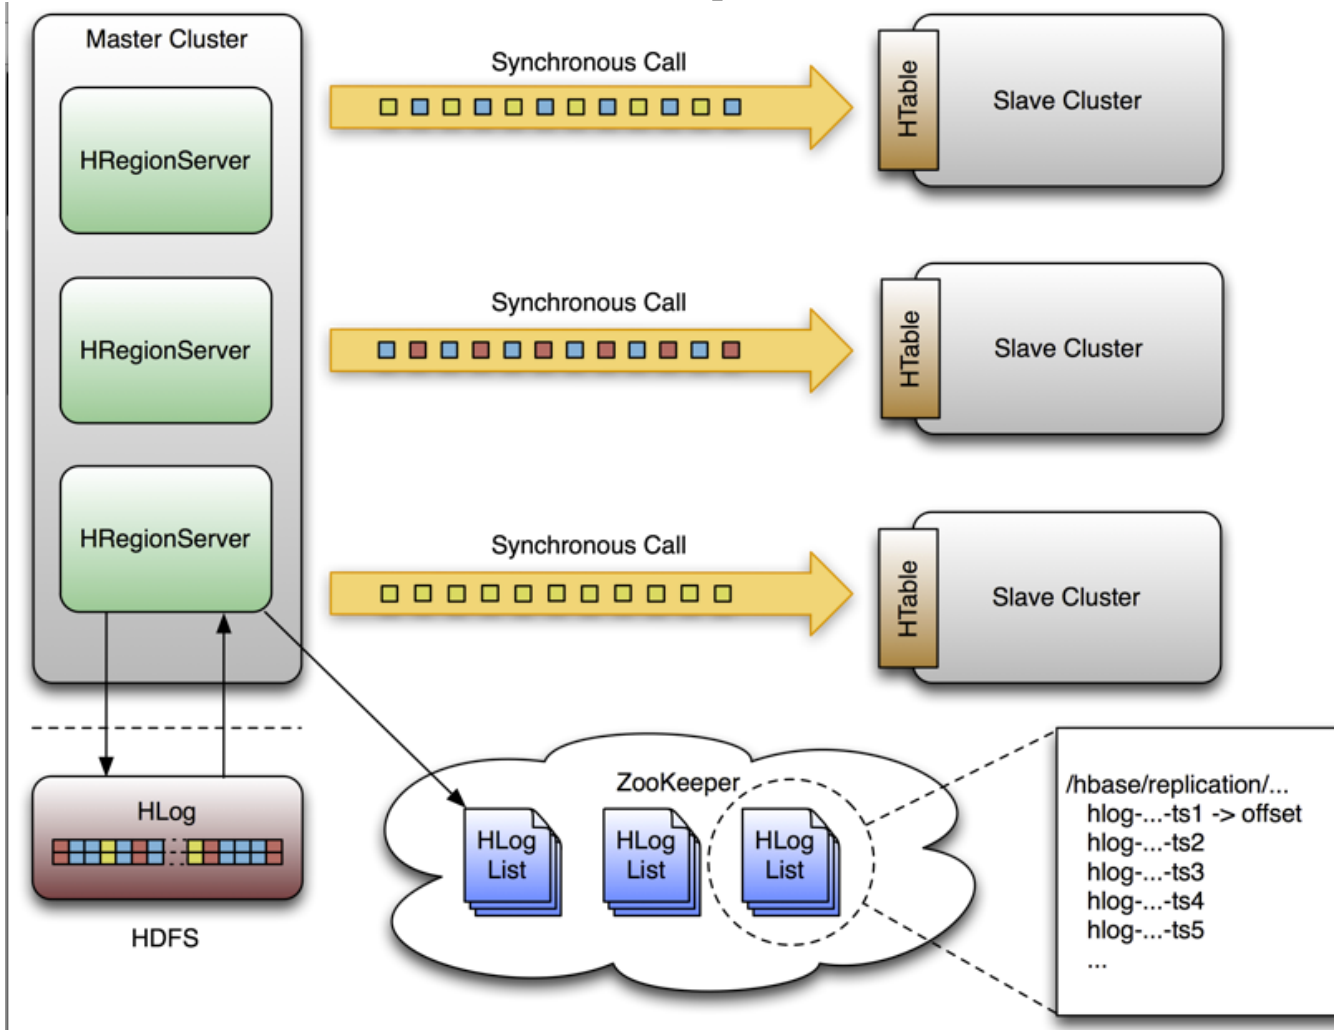 Master Cluster
HRegionServer
HRegionServer
HRegionServer
Synchronous Call
HTable
Slave Cluster
Synchronous Call
HTable
Slave Cluster
Synchronous Call
HTable
Slave Cluster
HLog
HDFS
ZooKeeper
HLog
List
HLog
List
HLog
List
/hbase/replication/...
hlog-...-ts1 -> offset
hlog-...-ts2
hlog-...-ts3
hlog-...-ts4
hlog-...-ts5
...